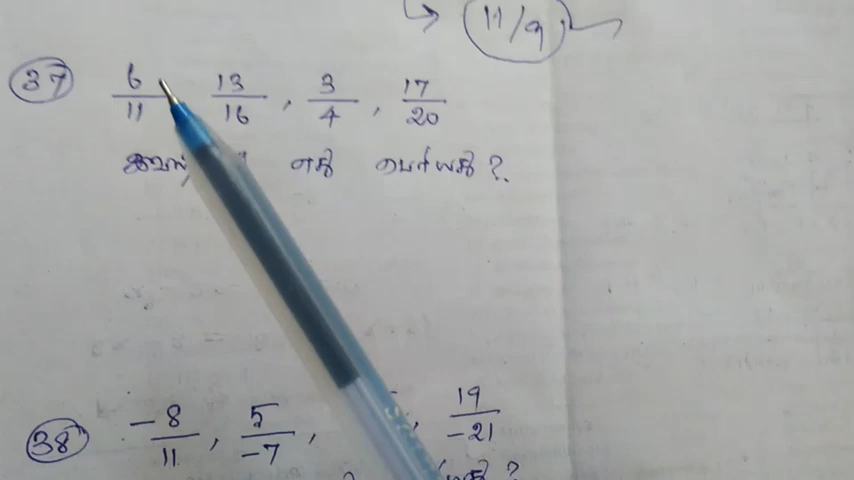 → 11/9
37 6/11 13/16 , 3/4 , 17/20
எது பெரியது ?
38 -8/11 , 5/-7 , , 19/-21
?